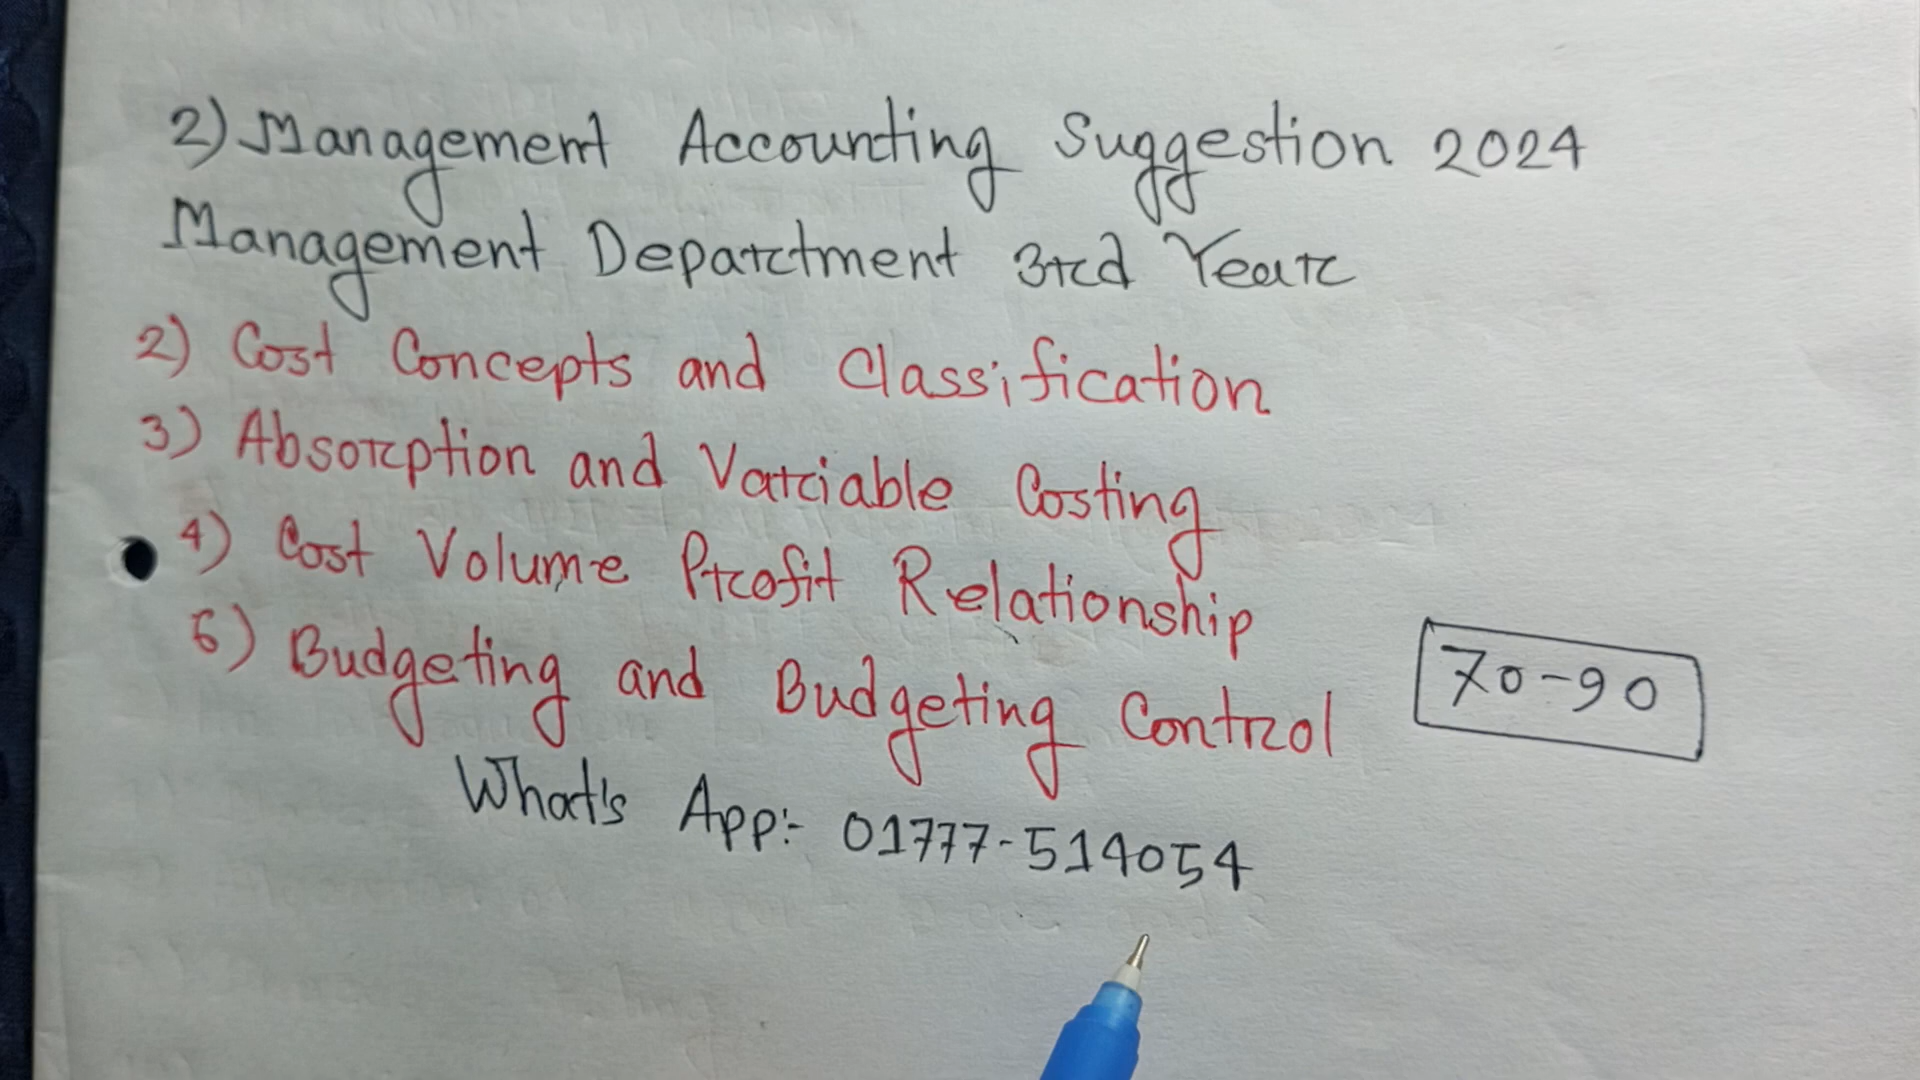 2) Management Accounting Suggestion 2024
Management Department 3rd Year
2) Cost Concepts and Classification
3) Absorption and Variable Costing
4) Cost Volume Profit Relationship
5) Budgeting and Budgeting Control
70-90
What's App:- 01777-514054